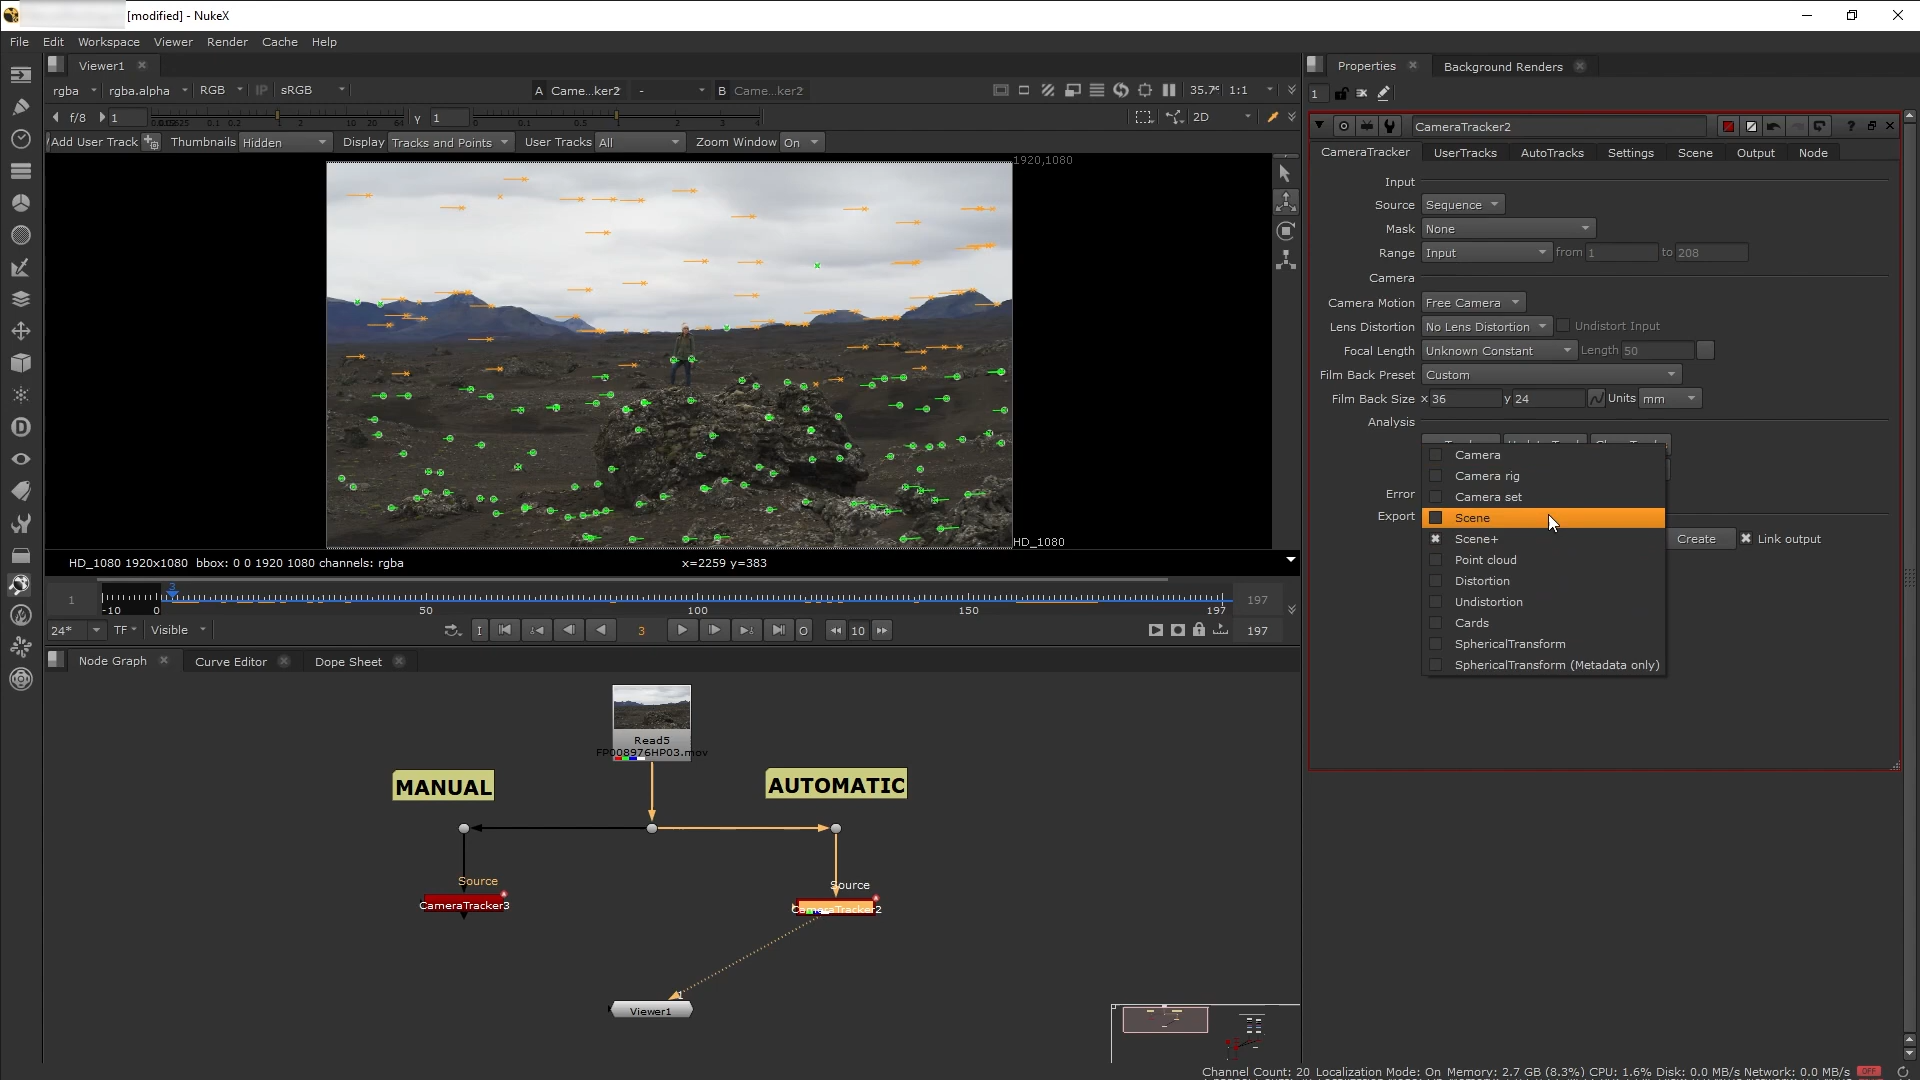 [modified] - NukeX
File Edit Workspace Viewer Render Cache Help
Viewer1
rgba rgba.alpha RGB IP sRGB A Came...ker2 - B Came...ker2 1:1
f/8 1 γ 1 2D
Add User Track Thumbnails Hidden Display Tracks and Points User Tracks All Zoom Window On
1920,1080
HD_1080
HD_1080 1920x1080 bbox: 0 0 1920 1080 channels: rgba x=2259 y=383
1 3 197
-10 0 50 100 150 197
24* TF Visible I 3 O 10 197
Node Graph Curve Editor Dope Sheet
Read5
FP008976HP03.mov
MANUAL
AUTOMATIC
Source
CameraTracker3
Source
CameraTracker2
1
Viewer1
Properties Background Renders
1
CameraTracker2
CameraTracker UserTracks AutoTracks Settings Scene Output Node
Input
Source Sequence
Mask None
Range Input from 1 to 208
Camera
Camera Motion Free Camera
Lens Distortion No Lens Distortion Undistort Input
Focal Length Unknown Constant Length 50
Film Back Preset Custom
Film Back Size x 36 y 24 Units mm
Analysis
Error
Export
Camera
Camera rig
Camera set
Scene
Scene+
Point cloud
Distortion
Undistortion
Cards
SphericalTransform
SphericalTransform (Metadata only)
Create Link output
Channel Count: 20 Localization Mode: On Memory: 2.7 GB (8.3%) CPU: 1.6% Disk: 0.0 MB/s Network: 0.0 MB/s OFF